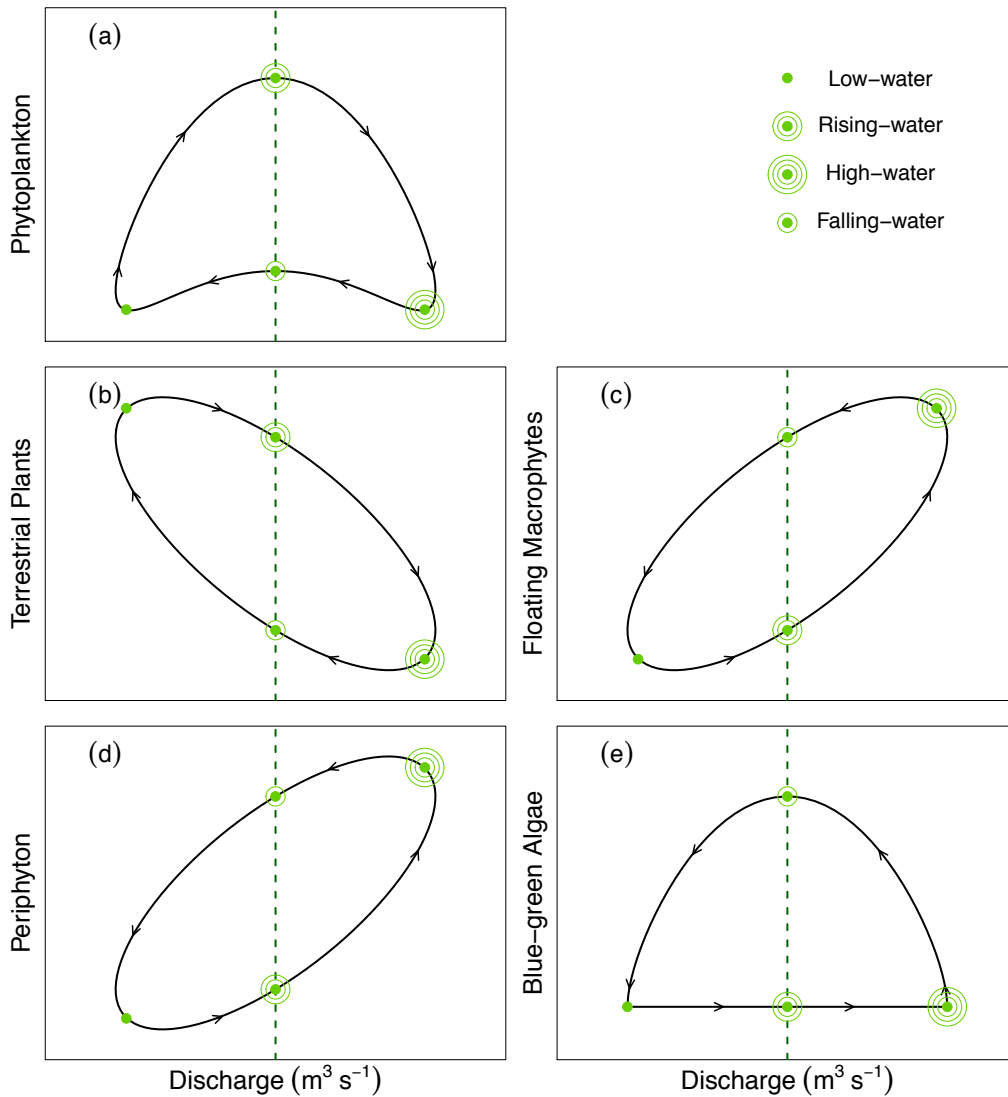 (a)
Phytoplankton
Low−water
Rising−water
High−water
Falling−water
(b)
Terrestrial Plants
(c)
Floating Macrophytes
(d)
Periphyton
(e)
Blue−green Algae
Discharge (m³ s⁻¹)
Discharge (m³ s⁻¹)